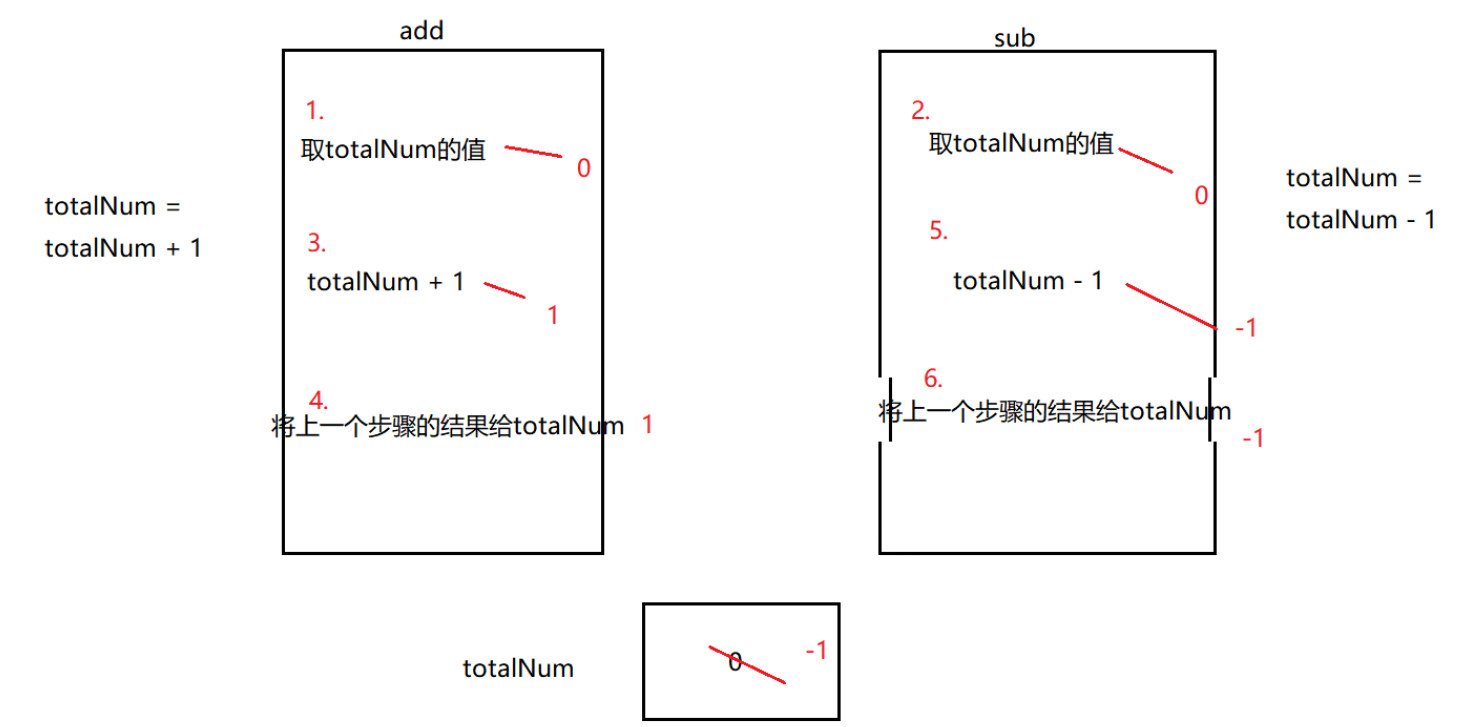 add
sub
1.
取totalNum的值
0
2.
取totalNum的值
0
totalNum =
totalNum + 1
totalNum =
totalNum - 1
3.
totalNum + 1
1
5.
totalNum - 1
-1
4.
将上一个步骤的结果给totalNum 1
6.
将上一个步骤的结果给totalNum
-1
totalNum
0
-1